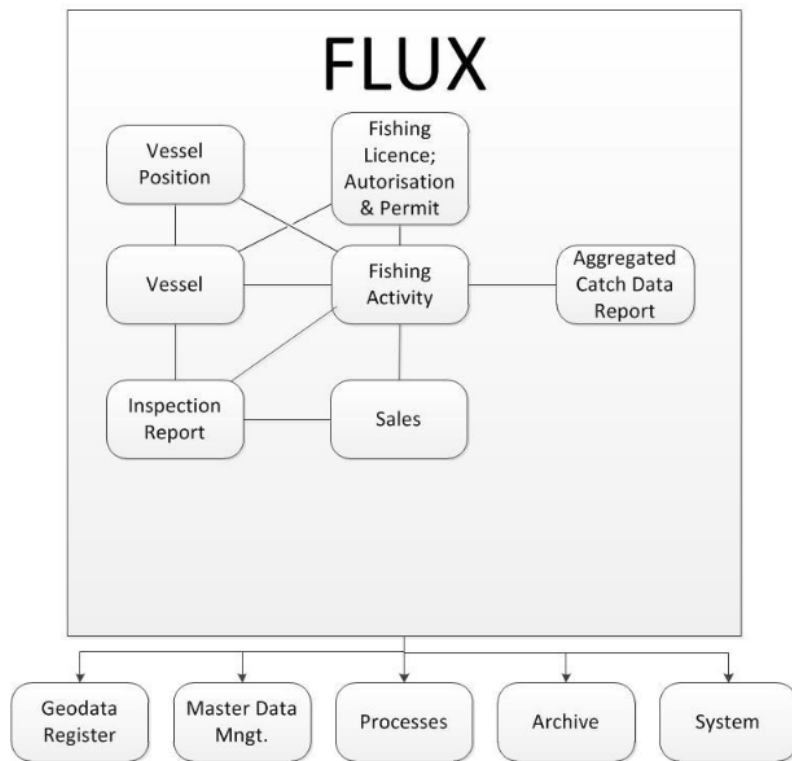 FLUX
Vessel
Position
Fishing
Licence;
Autorisation
& Permit
Vessel
Fishing
Activity
Aggregated
Catch Data
Report
Inspection
Report
Sales
Geodata
Register
Master Data
Mngt.
Processes
Archive
System